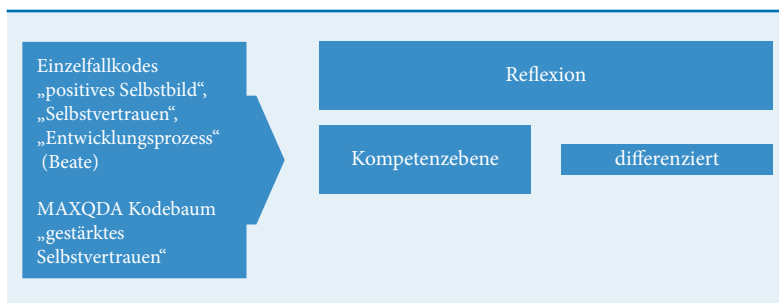 Einzelfallkodes
„positives Selbstbild“,
„Selbstvertrauen“,
„Entwicklungsprozess“
(Beate)
MAXQDA Kodebaum
„gestärktes
Selbstvertrauen“
Reflexion
Kompetenzebene
differenziert